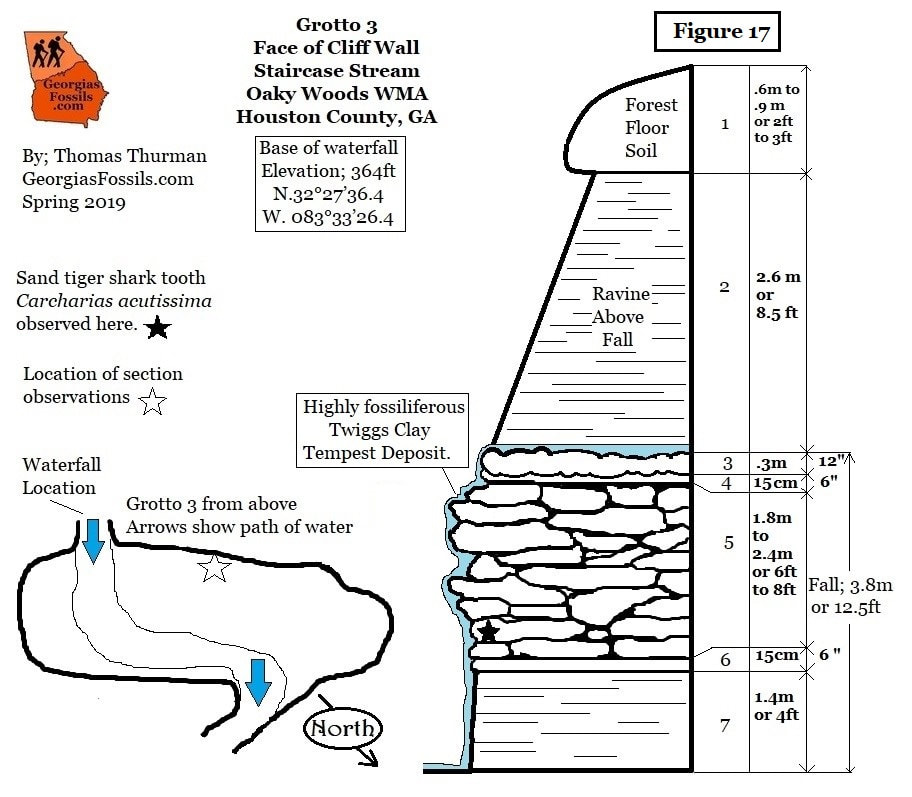 Grotto 3
Face of Cliff Wall
Staircase Stream
Oaky Woods WMA
Houston County, GA
Figure 17
Georgias
Fossils
.com
By; Thomas Thurman
GeorgiasFossils.com
Spring 2019
Base of waterfall
Elevation; 364ft
N.32°27'36.4
W. 083°33'26.4
Sand tiger shark tooth
Carcharias acutissima
observed here.
Location of section
observations
Highly fossiliferous
Twiggs Clay
Tempest Deposit.
Waterfall
Location
Grotto 3 from above
Arrows show path of water
North
Forest
Floor
Soil
1
.6m to
.9 m
or 2ft
to 3ft
Ravine
Above
Fall
2
2.6 m
or
8.5 ft
3
.3m
12"
4
15cm
6"
5
1.8m
to
2.4m
or 6ft
to 8ft
Fall; 3.8m
or 12.5ft
6
15cm
6 "
7
1.4m
or 4ft